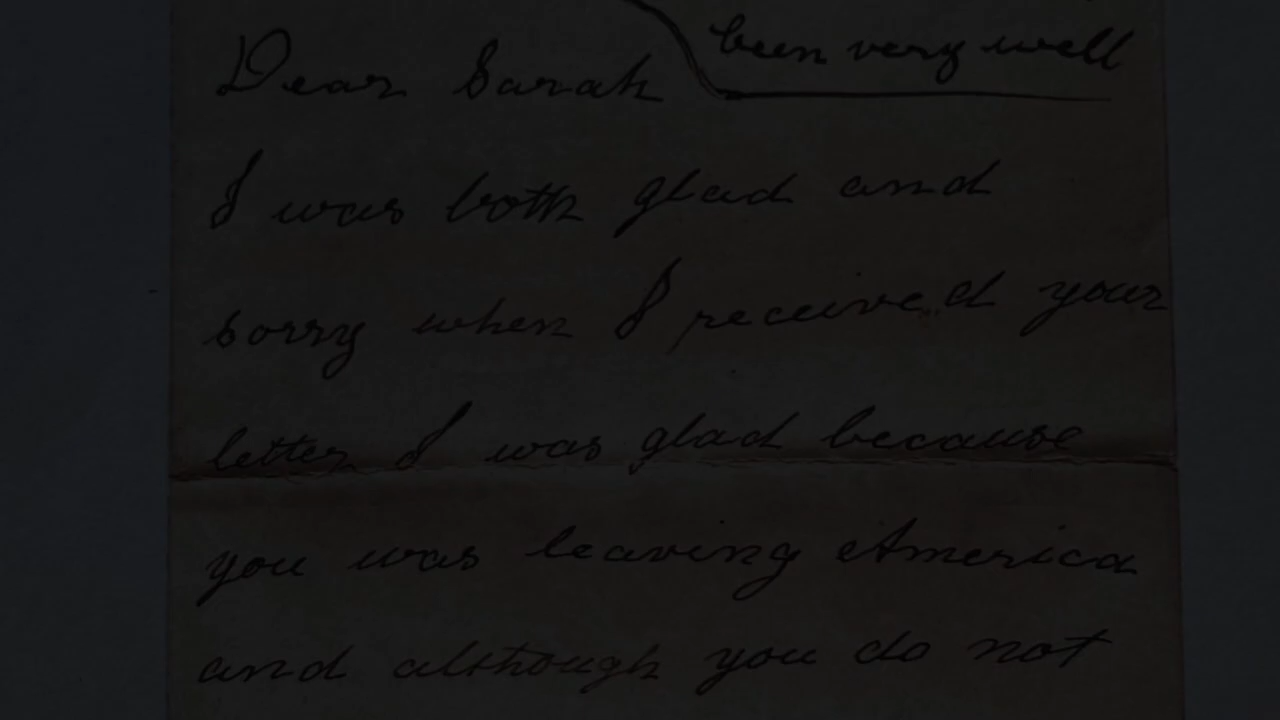 been very well
Dear Sarah
I was both glad and
sorry when I received your
letter I was glad because
you was leaving America
and although you do not